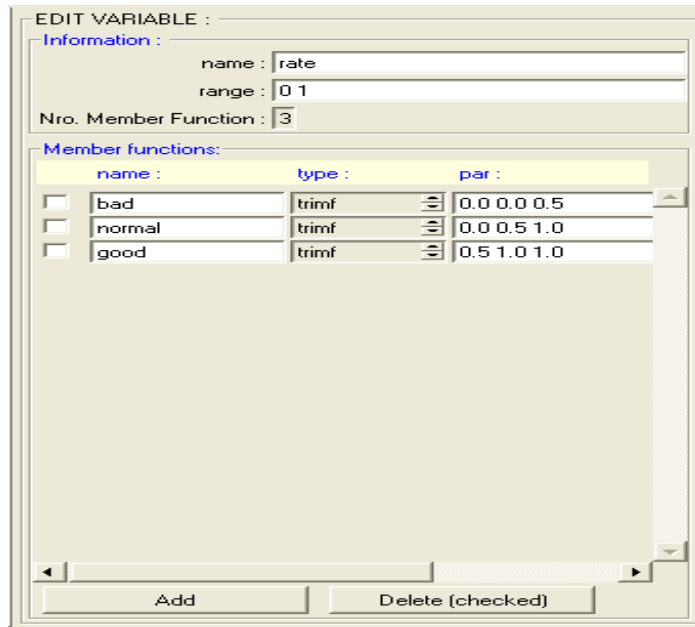 EDIT VARIABLE :
Information :
name : rate
range : 0 1
Nro. Member Function : 3
Member functions:
name : type : par :
bad trimf 0.0 0.0 0.5
normal trimf 0.0 0.5 1.0
good trimf 0.5 1.0 1.0
Add Delete (checked)